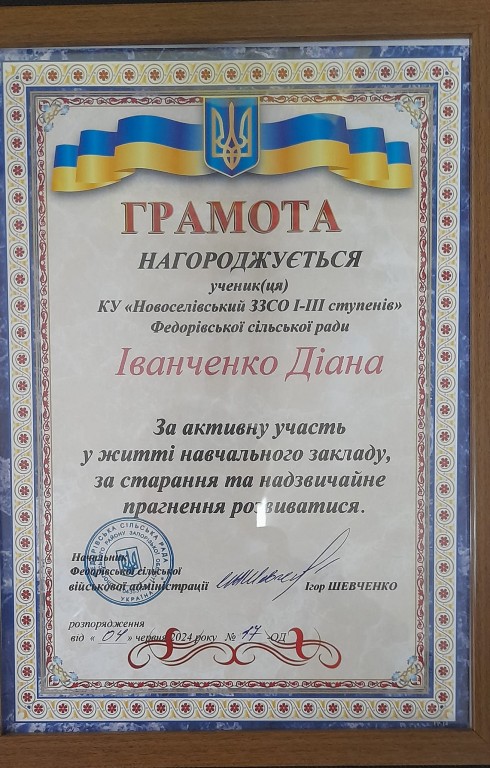 ГРАМОТА
НАГОРОДЖУЄТЬСЯ
ученик(ця)
КУ «Новоселівський ЗЗСО І-ІІІ ступенів»
Федорівської сільської ради
Іванченко Діана
За активну участь
у житті навчального закладу,
за старання та надзвичайне
прагнення розвиватися.
Начальник
Федорівської сільської
військової адміністрації
Ігор ШЕВЧЕНКО
розпорядження
від « 04 » червня 2024 року № 17 -ОД